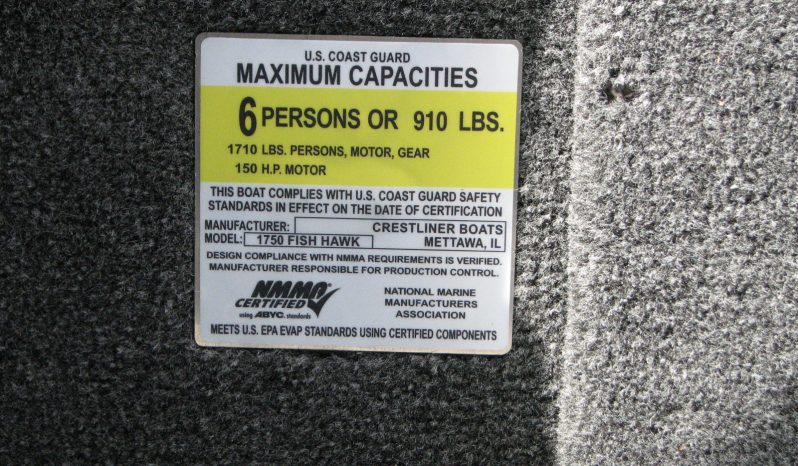 U.S. COAST GUARD
MAXIMUM CAPACITIES
6 PERSONS OR 910 LBS.
1710 LBS. PERSONS, MOTOR, GEAR
150 H.P. MOTOR
THIS BOAT COMPLIES WITH U.S. COAST GUARD SAFETY
STANDARDS IN EFFECT ON THE DATE OF CERTIFICATION
MANUFACTURER: CRESTLINER BOATS
MODEL: 1750 FISH HAWK METTAWA, IL
DESIGN COMPLIANCE WITH NMMA REQUIREMENTS IS VERIFIED.
MANUFACTURER RESPONSIBLE FOR PRODUCTION CONTROL.
NMMA®
CERTIFIED
using ABYC. standards
NATIONAL MARINE
MANUFACTURERS
ASSOCIATION
MEETS U.S. EPA EVAP STANDARDS USING CERTIFIED COMPONENTS